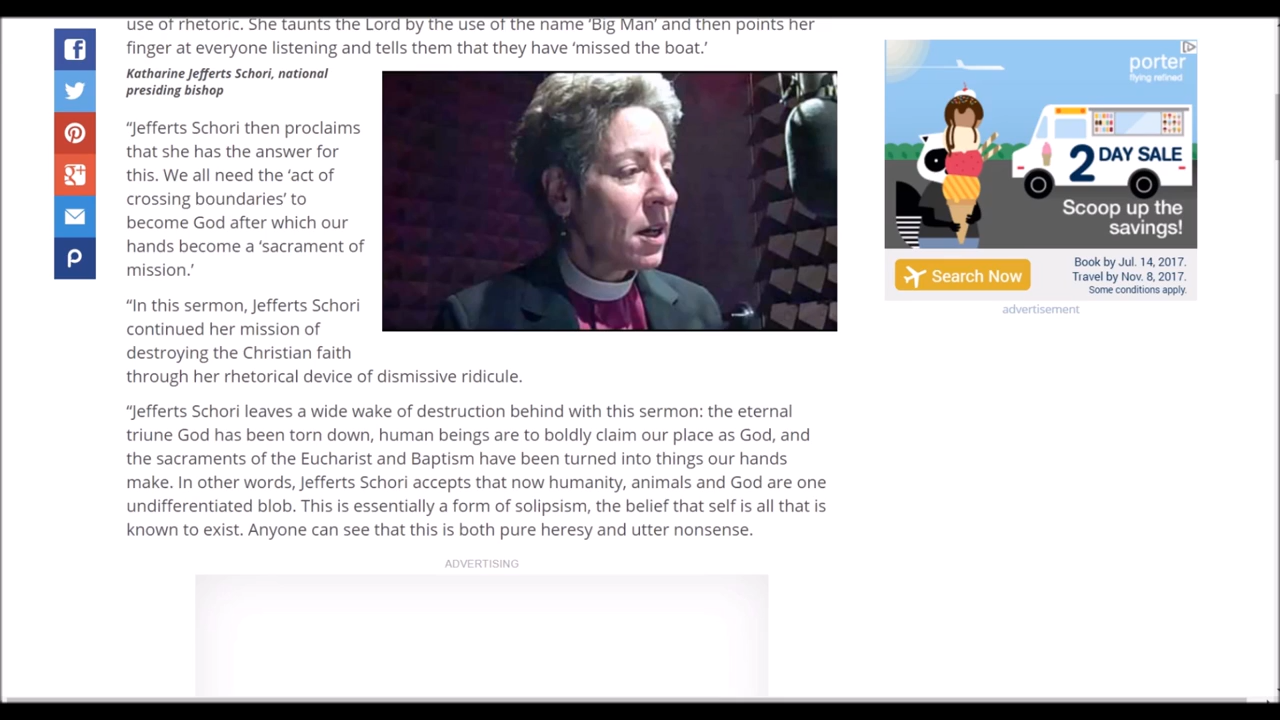 use of rhetoric. She taunts the Lord by the use of the name ‘Big Man’ and then points her
finger at everyone listening and tells them that they have ‘missed the boat.’
Katharine Jefferts Schori, national
presiding bishop
“Jefferts Schori then proclaims
that she has the answer for
this. We all need the ‘act of
crossing boundaries’ to
become God after which our
hands become a ‘sacrament of
mission.’
“In this sermon, Jefferts Schori
continued her mission of
destroying the Christian faith
through her rhetorical device of dismissive ridicule.
“Jefferts Schori leaves a wide wake of destruction behind with this sermon: the eternal
triune God has been torn down, human beings are to boldly claim our place as God, and
the sacraments of the Eucharist and Baptism have been turned into things our hands
make. In other words, Jefferts Schori accepts that now humanity, animals and God are one
undifferentiated blob. This is essentially a form of solipsism, the belief that self is all that is
known to exist. Anyone can see that this is both pure heresy and utter nonsense.
ADVERTISING
porter
flying refined
2 DAY SALE
Scoop up the
savings!
Search Now
Book by Jul. 14, 2017.
Travel by Nov. 8, 2017.
Some conditions apply.
advertisement